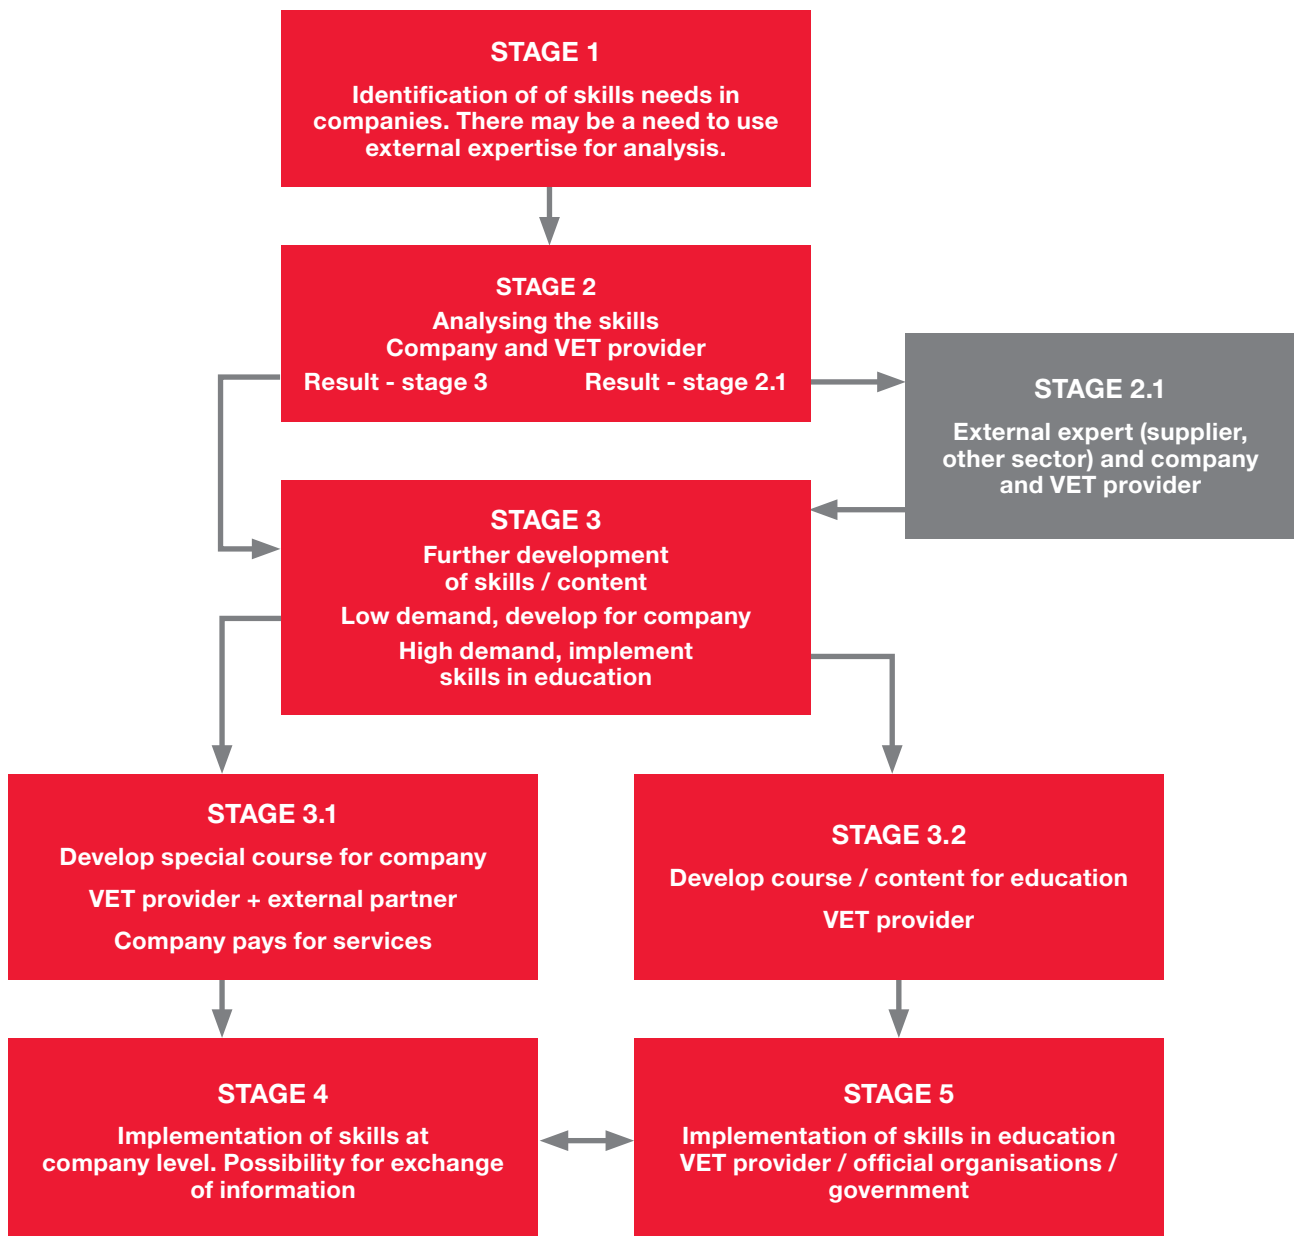 STAGE 1
Identification of of skills needs in
companies. There may be a need to use
external expertise for analysis.
STAGE 2
Analysing the skills
Company and VET provider
Result - stage 3
Result - stage 2.1
STAGE 2.1
External expert (supplier,
other sector) and company
and VET provider
STAGE 3
Further development
of skills / content
Low demand, develop for company
High demand, implement
skills in education
STAGE 3.1
Develop special course for company
VET provider + external partner
Company pays for services
STAGE 3.2
Develop course / content for education
VET provider
STAGE 4
Implementation of skills at
company level. Possibility for exchange
of information
STAGE 5
Implementation of skills in education
VET provider / official organisations /
government